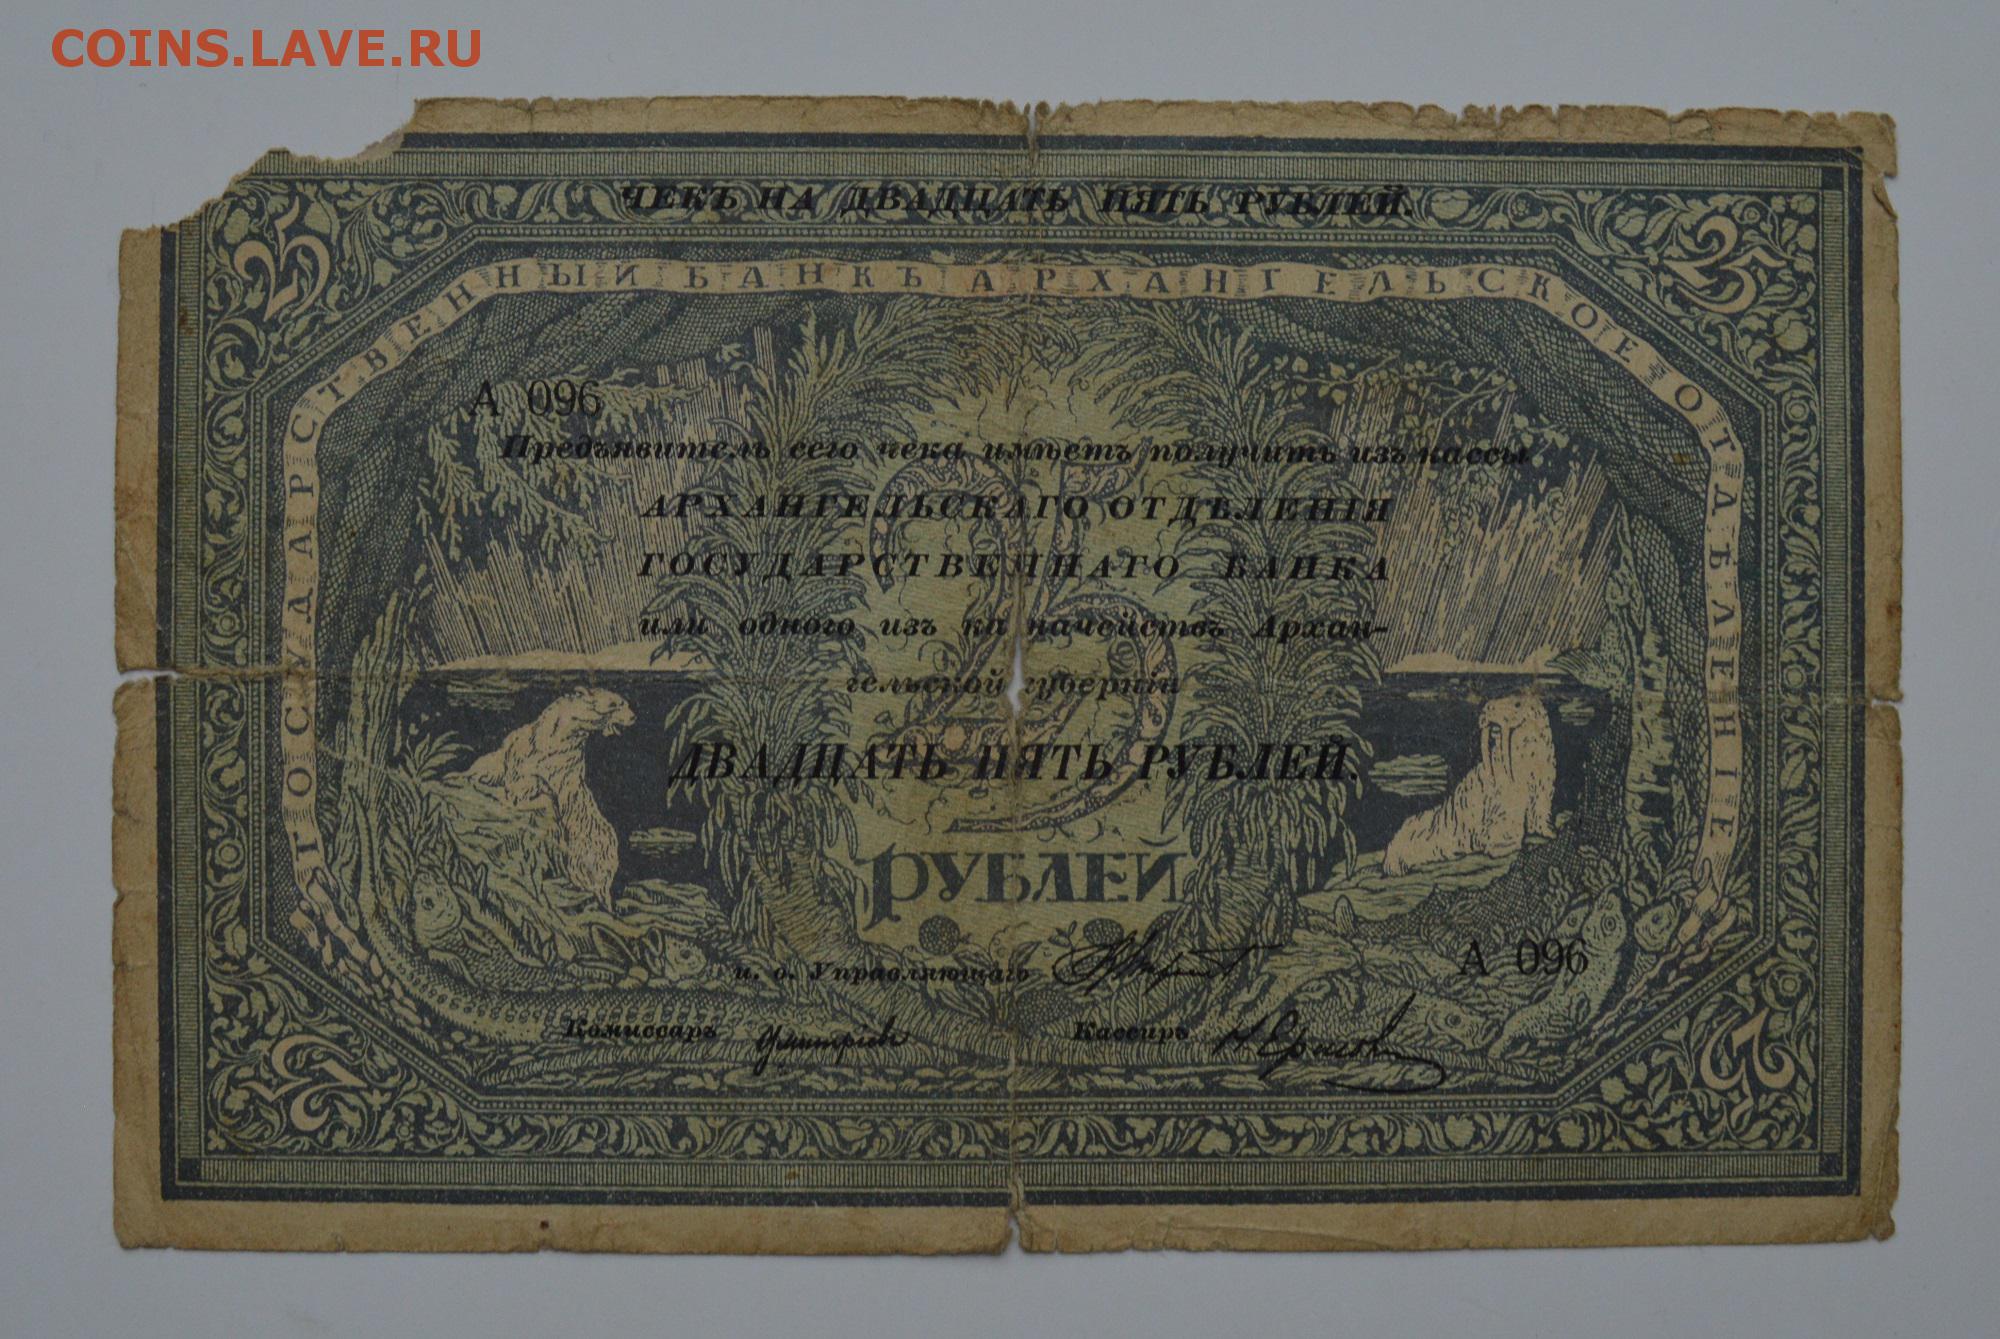 COINS.LAVE.RU
ЧЕКЪ НА ДВАДЦАТЬ ПЯТЬ РУБЛЕЙ.
25 25
ГОСУДАРСТВЕННЫЙ БАНКЪ АРХАНГЕЛЬСКОЕ ОТДѢЛЕНІЕ
А 096
Предъявитель сего чека имѣетъ получить изъ кассы
АРХАНГЕЛЬСКАГО ОТДѢЛЕНІЯ
ГОСУДАРСТВЕННАГО БАНКА
или одного изъ казначействъ Архан-
гельской губерніи
25
ДВАДЦАТЬ ПЯТЬ РУБЛЕЙ.
РУБЛЕЙ
А 096
и. о. Управляющаго
Комиссаръ Кассиръ
25 25